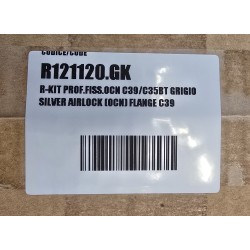 CODICE/CODE
R121120.GK
R-KIT PROF.FISS.OCN C39/C35BT GRIGIO
SILVER AIRLOCK (OCN) FLANGE C39